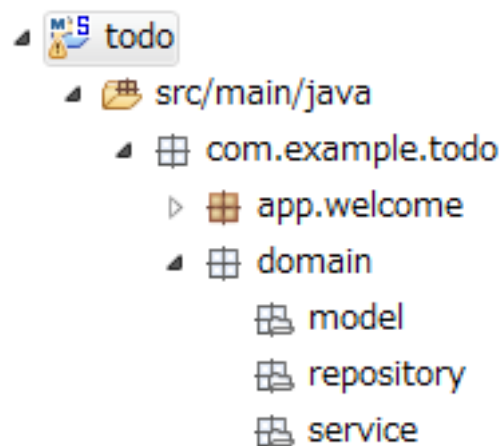 todo
src/main/java
com.example.todo
app.welcome
domain
model
repository
service